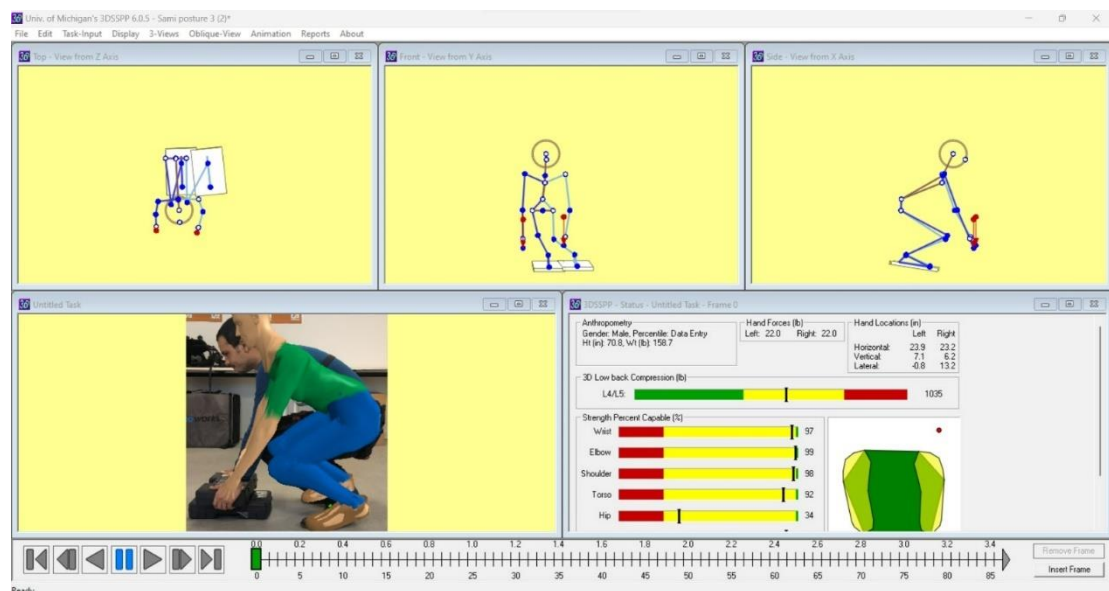 Univ. of Michigan's 3DSSPP 6.0.5 - Sami posture 3 (2)*
File Edit Task-Input Display 3-Views Oblique-View Animation Reports About
Top - View from Z Axis
Front - View from Y Axis
Side - View from X Axis
Untitled Task
3DSSPP - Status - Untitled Task - Frame 0
Anthropometry
Gender: Male, Percentile: Data Entry
Ht (in): 70.8, Wt (lb): 158.7
Hand Forces (lb)
Left: 22.0 Right: 22.0
Hand Locations (in)
Left Right
Horizontal: 23.9 23.2
Vertical: 7.1 6.2
Lateral: -0.8 13.2
3D Low back Compression (lb)
L4/L5: 1035
Strength Percent Capable (%)
Wrist 97
Elbow 99
Shoulder 98
Torso 92
Hip 34
0.0 0.2 0.4 0.6 0.8 1.0 1.2 1.4 1.6 1.8 2.0 2.2 2.4 2.6 2.8 3.0 3.2 3.4
0 5 10 15 20 25 30 35 40 45 50 55 60 65 70 75 80 85
Remove Frame
Insert Frame